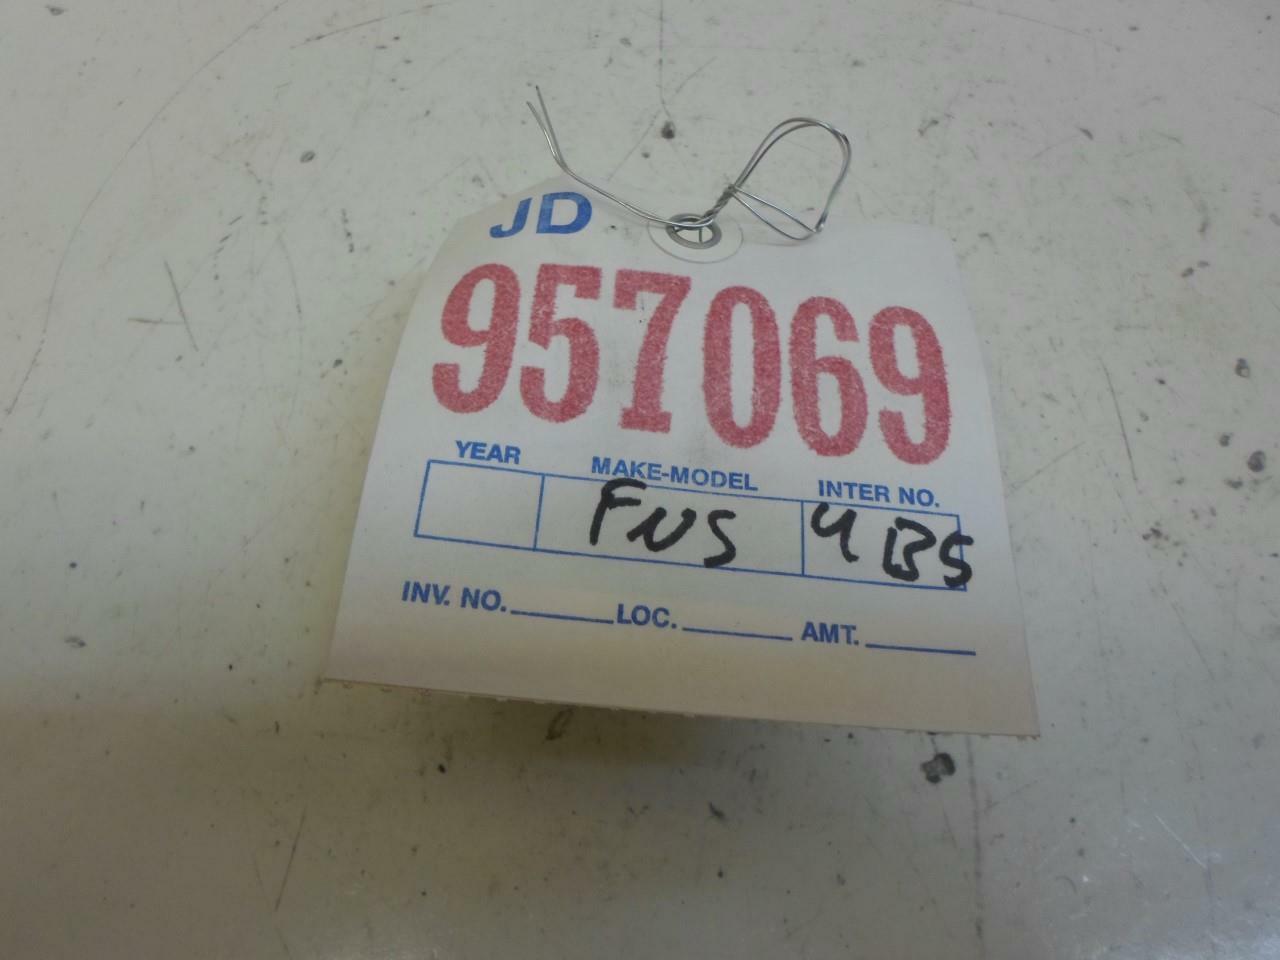 JD
957069
YEAR MAKE-MODEL INTER NO.
FUS 4B5
INV. NO. LOC. AMT.